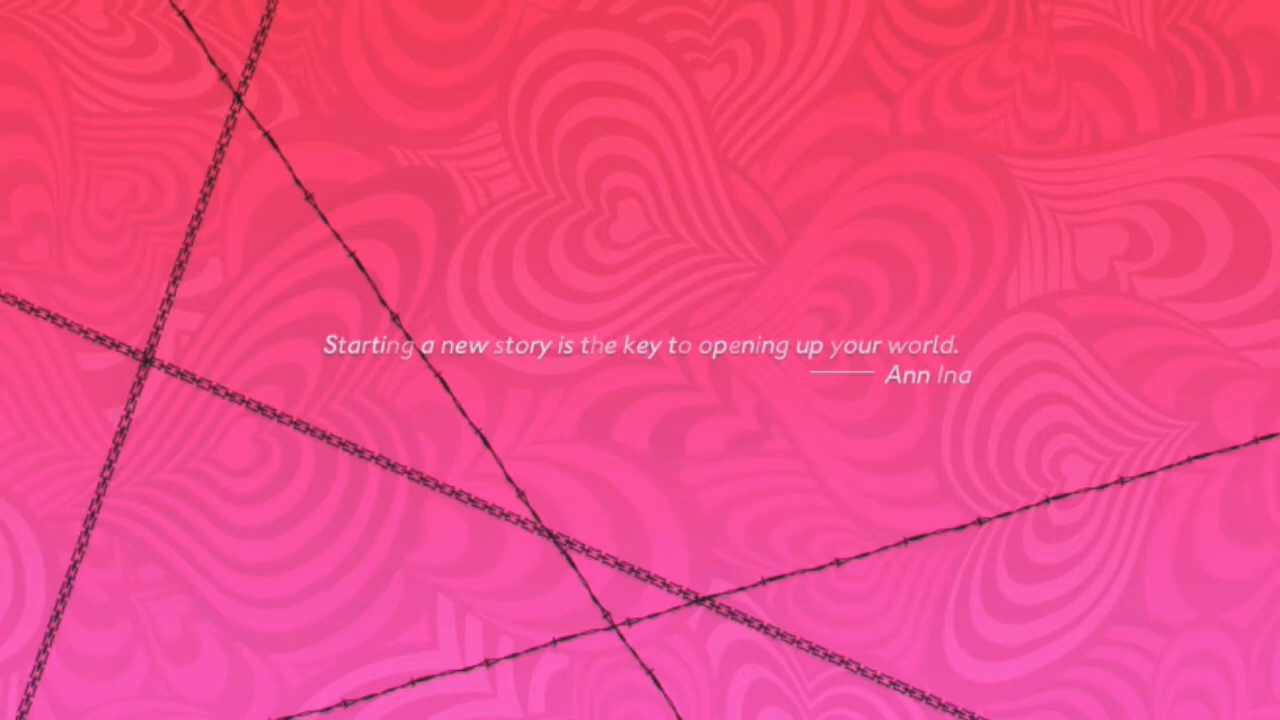 Starting a new story is the key to opening up your world.
—— Ann Ina